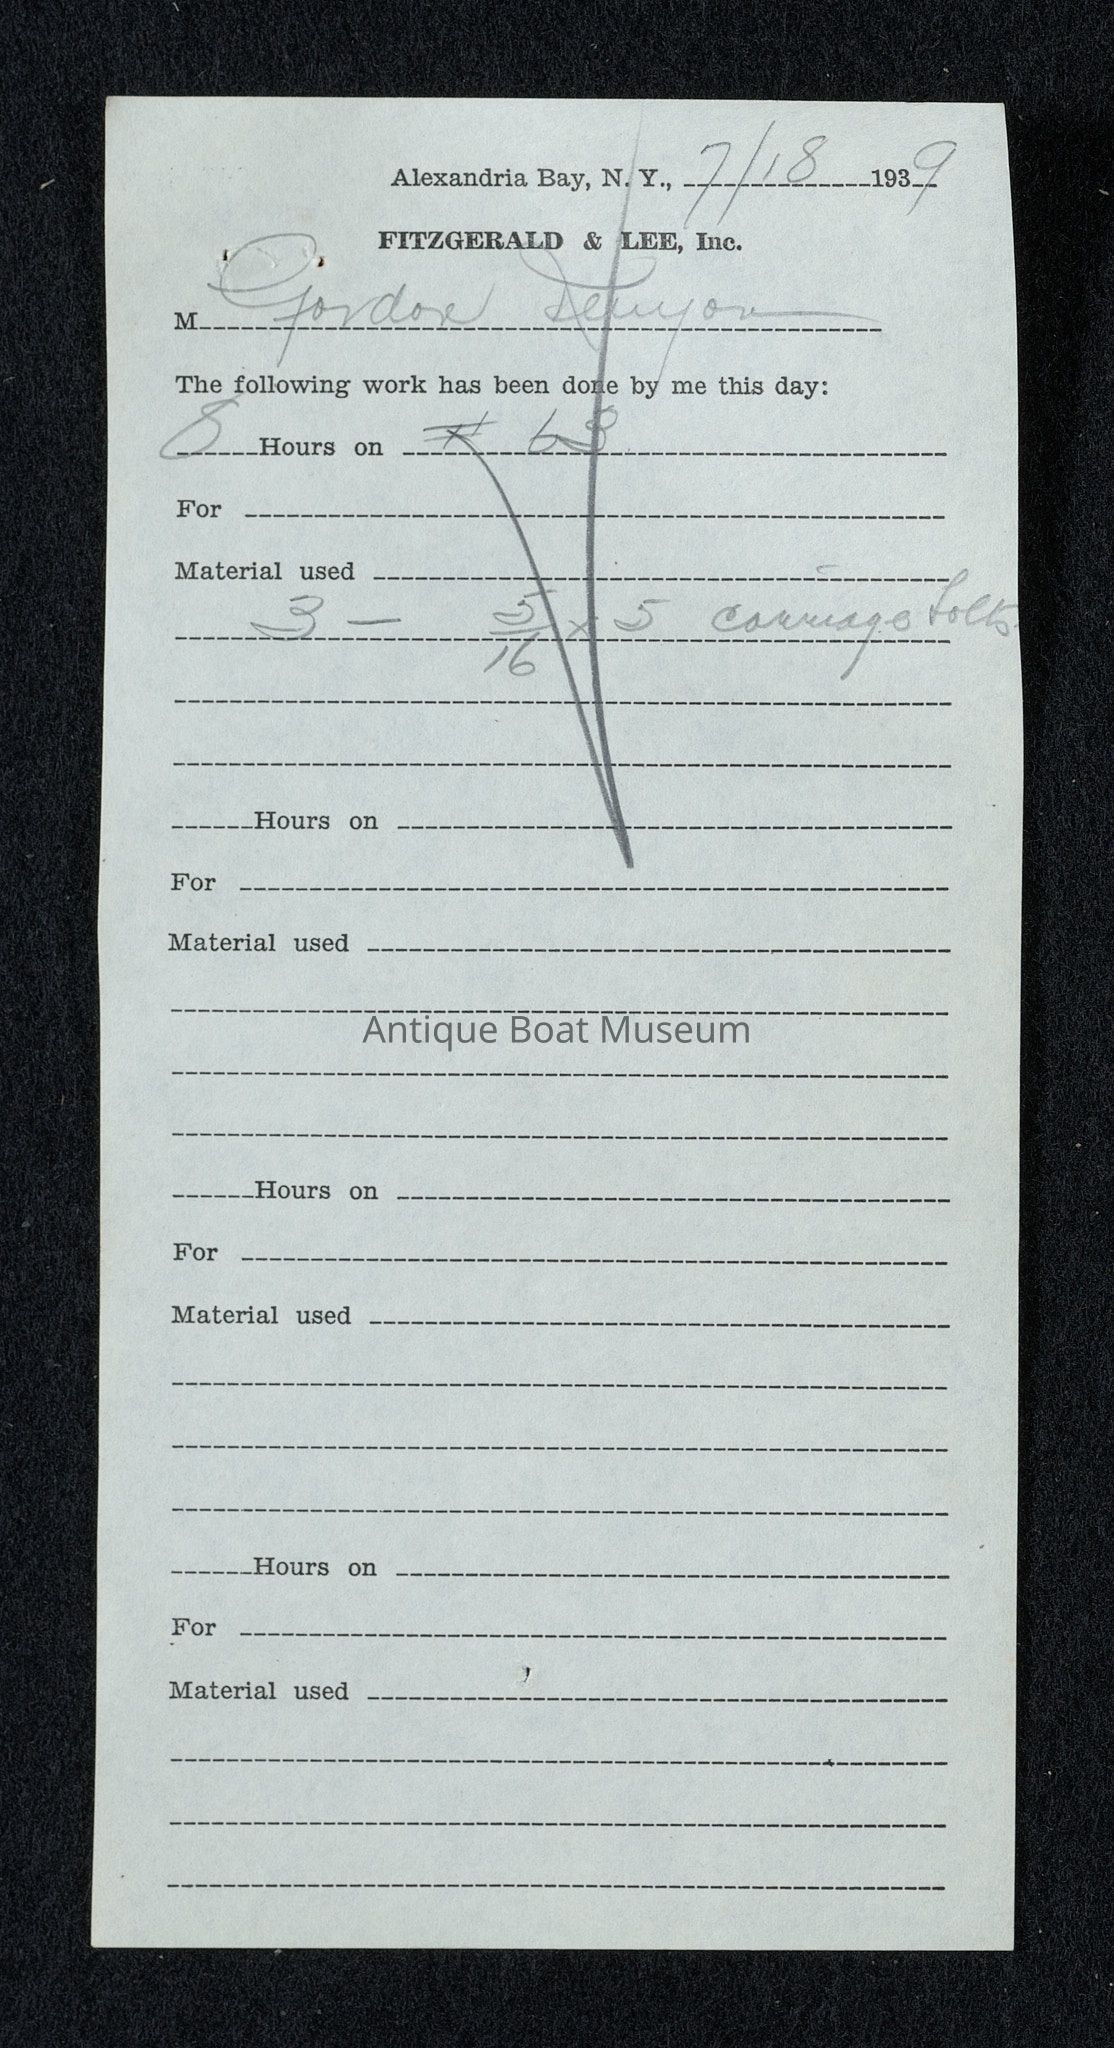 Alexandria Bay, N. Y., 7/18 1939
FITZGERALD & LEE, Inc.
M Gordon Kenyon
The following work has been done by me this day:
8 Hours on # 63
For
Material used
3 - 5/16 x 5 carriage bolts
Hours on
For
Material used
Antique Boat Museum
Hours on
For
Material used
Hours on
For
Material used